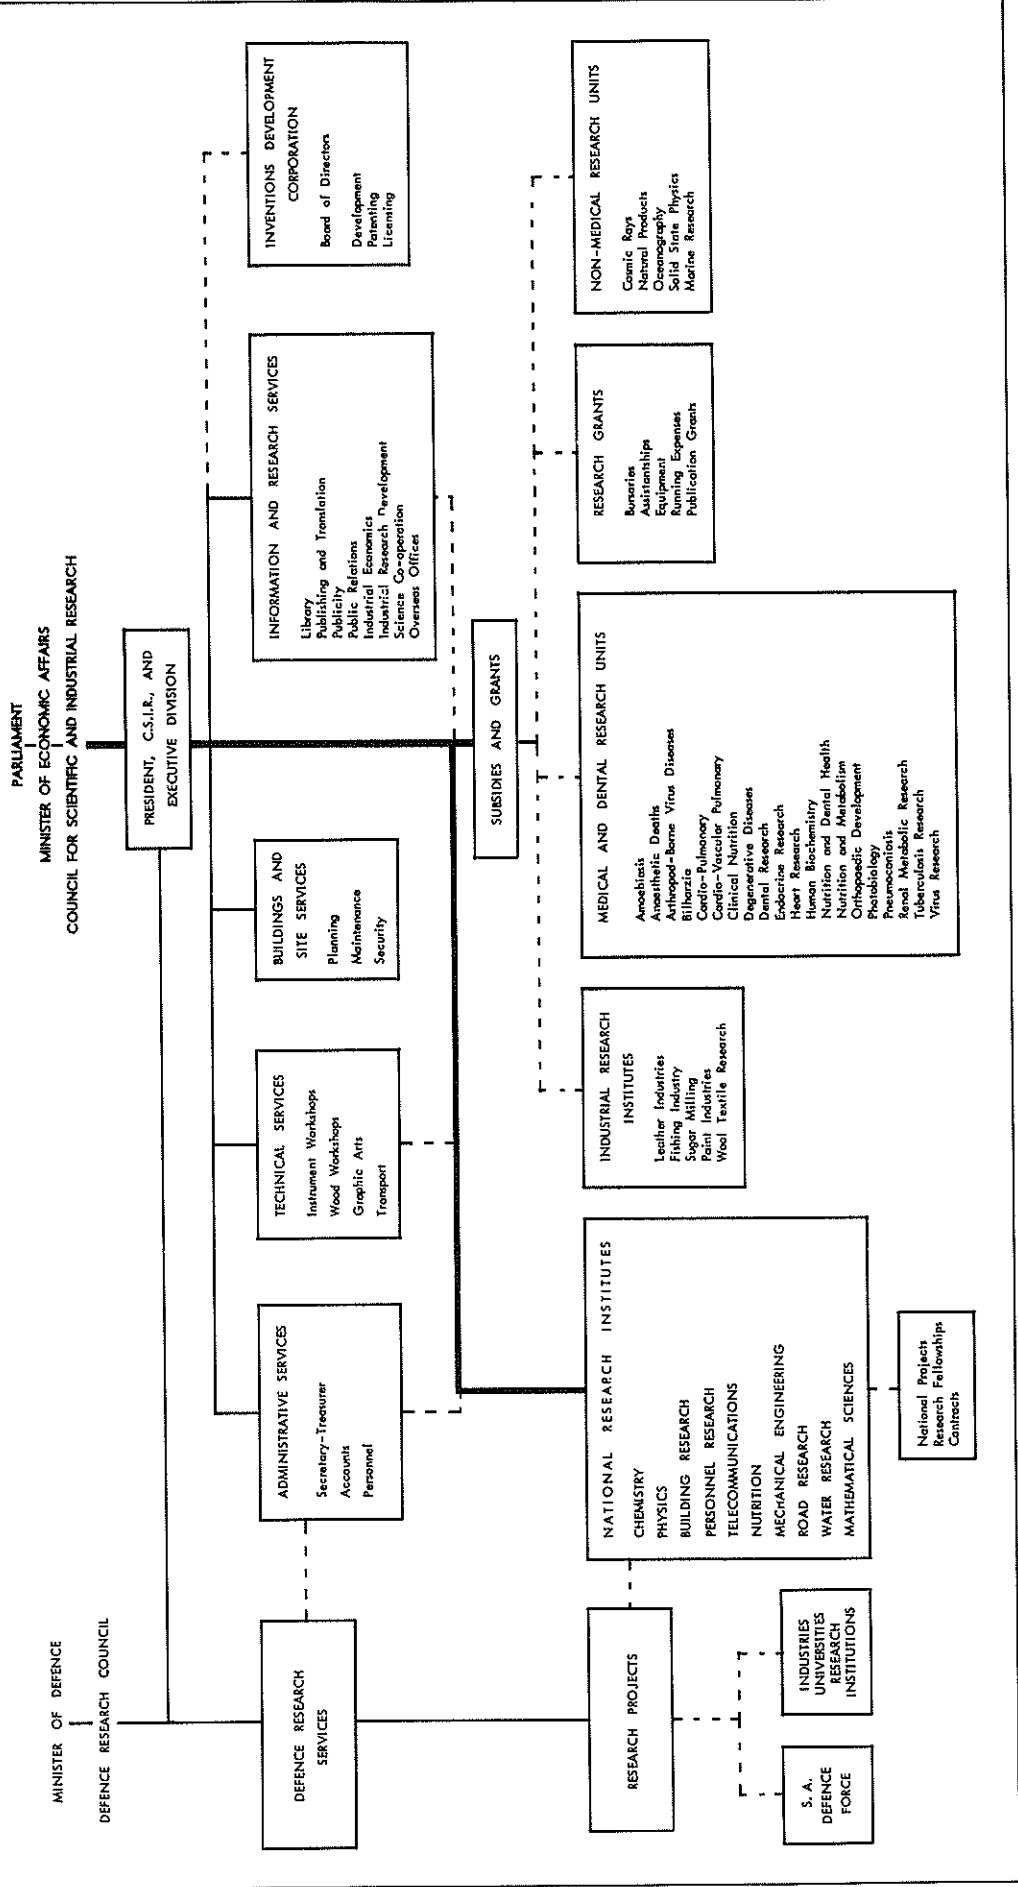 PARLIAMENT
MINISTER OF ECONOMIC AFFAIRS
COUNCIL FOR SCIENTIFIC AND INDUSTRIAL RESEARCH
MINISTER OF DEFENCE
DEFENCE RESEARCH COUNCIL
PRESIDENT, C.S.I.R., AND
EXECUTIVE DIVISION
DEFENCE RESEARCH
SERVICES
ADMINISTRATIVE SERVICES
Secretary-Treasurer
Accounts
Personnel
TECHNICAL SERVICES
Instrument Workshops
Wood Workshops
Graphic Arts
Transport
BUILDINGS AND
SITE SERVICES
Planning
Maintenance
Security
INFORMATION AND RESEARCH SERVICES
Library
Publishing and Translation
Publicity
Public Relations
Industrial Economics
Industrial Research Development
Science Co-operation
Overseas Offices
INVENTIONS DEVELOPMENT
CORPORATION
Board of Directors
Development
Patenting
Licensing
SUBSIDIES AND GRANTS
RESEARCH PROJECTS
NATIONAL RESEARCH INSTITUTES
CHEMISTRY
PHYSICS
BUILDING RESEARCH
PERSONNEL RESEARCH
TELECOMMUNICATIONS
NUTRITION
MECHANICAL ENGINEERING
ROAD RESEARCH
WATER RESEARCH
MATHEMATICAL SCIENCES
INDUSTRIAL RESEARCH
INSTITUTES
Leather Industries
Fishing Industry
Sugar Milling
Paint Industries
Wool Textile Research
MEDICAL AND DENTAL RESEARCH UNITS
Amoebiasis
Anaesthetic Deaths
Arthropod-Borne Virus Diseases
Bilharzia
Cardio-Pulmonary
Cardio-Vascular Pulmonary
Clinical Nutrition
Degenerative Diseases
Dental Research
Endocrine Research
Heart Research
Human Biochemistry
Nutrition and Dental Health
Nutrition and Metabolism
Orthopaedic Development
Photobiology
Pneumoconiosis
Renal Metabolic Research
Tuberculosis Research
Virus Research
RESEARCH GRANTS
Bursaries
Assistantships
Equipment
Running Expenses
Publication Grants
NON-MEDICAL RESEARCH UNITS
Cosmic Rays
Natural Products
Oceanography
Solid State Physics
Marine Research
S. A.
DEFENCE
FORCE
INDUSTRIES
UNIVERSITIES
RESEARCH
INSTITUTIONS
National Projects
Research Fellowships
Contracts